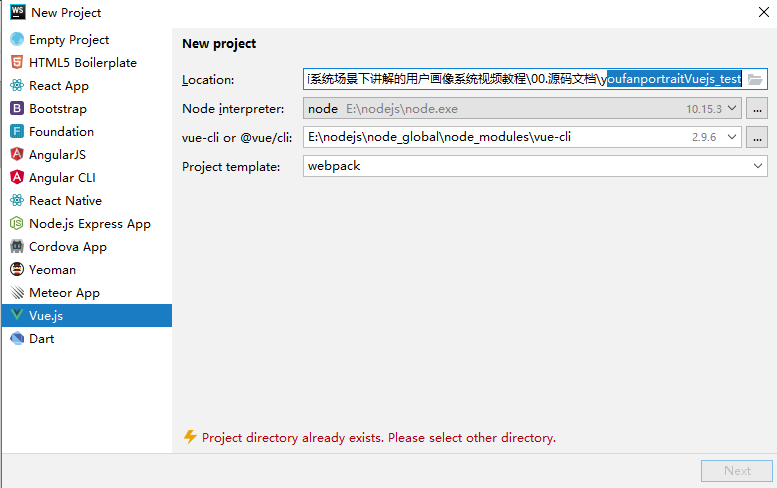 WS New Project
Empty Project
HTML5 Boilerplate
React App
Bootstrap
Foundation
AngularJS
Angular CLI
React Native
Node.js Express App
Cordova App
Yeoman
Meteor App
Vue.js
Dart
New project
Location: i系统场景下讲解的用户画像系统视频教程\00.源码文档\youfanportraitVuejs_test
Node interpreter: node E:\nodejs\node.exe 10.15.3 ...
vue-cli or @vue/cli: E:\nodejs\node_global\node_modules\vue-cli 2.9.6 ...
Project template: webpack
Project directory already exists. Please select other directory.
Next